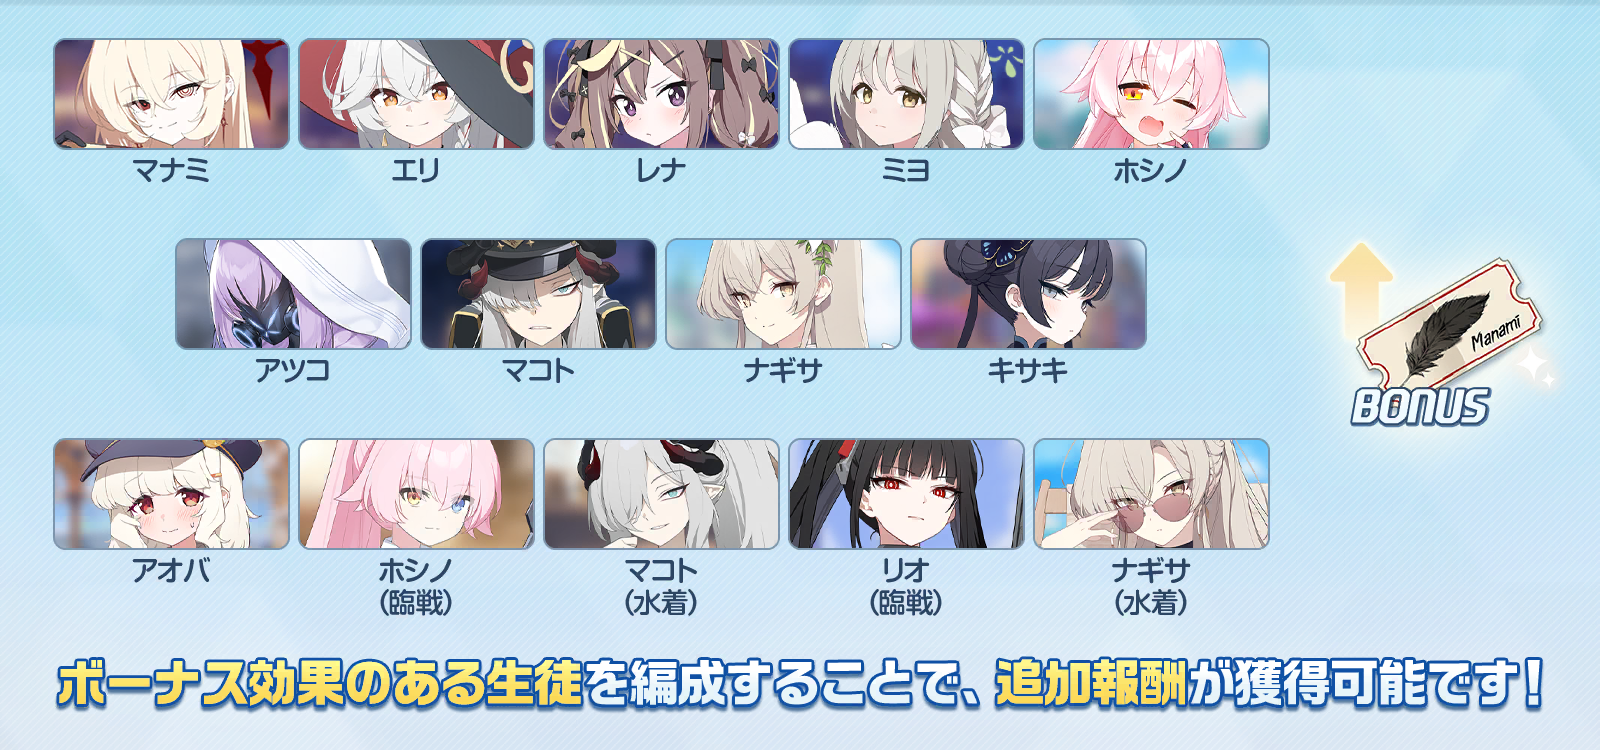 マナミ
エリ
レナ
ミヨ
ホシノ
アツコ
マコト
ナギサ
キサキ
Manami
BONUS
アオバ
ホシノ
(臨戦)
マコト
(水着)
リオ
(臨戦)
ナギサ
(水着)
ボーナス効果のある生徒を編成することで、追加報酬が獲得可能です!